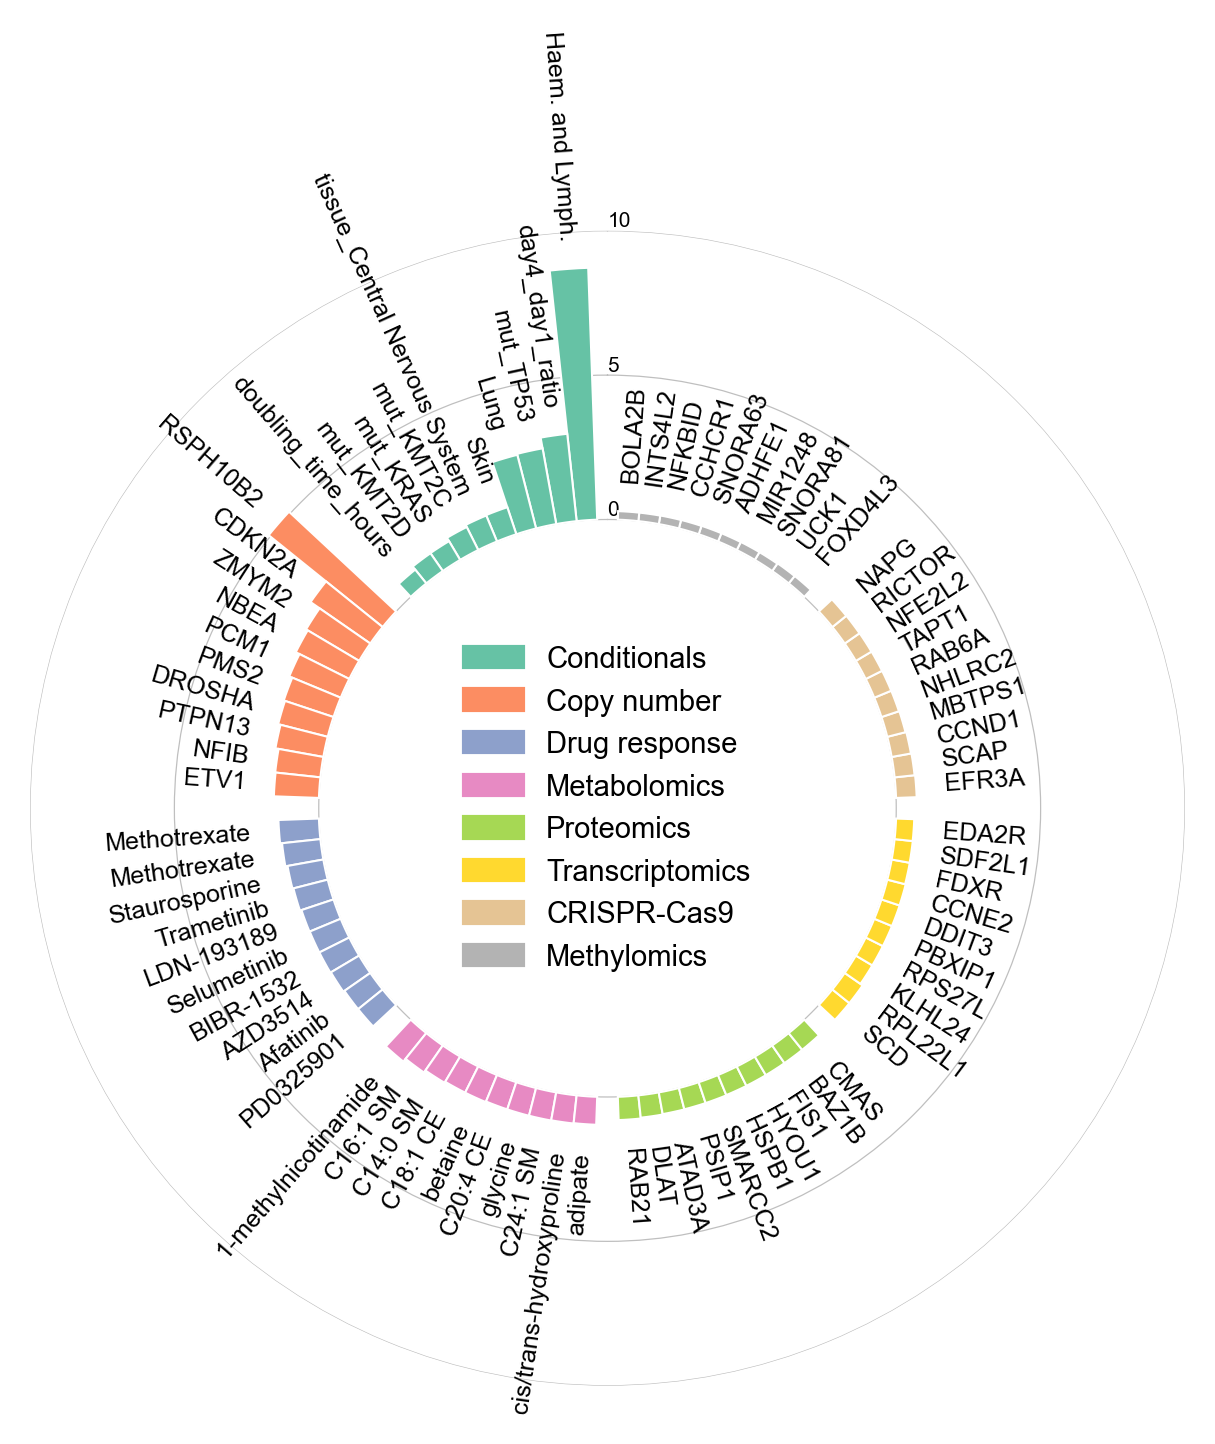 Haem. and Lymph.
day4_day1_ratio
mut_TP53
Lung
Skin
tissue_Central Nervous System
mut_KMT2C
mut_KRAS
mut_KMT2D
doubling_time_hours
RSPH10B2
CDKN2A
ZMYM2
NBEA
PCM1
PMS2
DROSHA
PTPN13
NFIB
ETV1
Methotrexate
Methotrexate
Staurosporine
Trametinib
LDN-193189
Selumetinib
BIBR-1532
AZD3514
Afatinib
PD0325901
1-methylnicotinamide
C16:1 SM
C14:0 SM
C18:1 CE
betaine
C20:4 CE
glycine
C24:1 SM
cis/trans-hydroxyproline
adipate
RAB21
DLAT
ATAD3A
PSIP1
SMARCC2
HSPB1
HYOU1
FIS1
BAZ1B
CMAS
SCD
RPL22L1
KLHL24
RPS27L
PBXIP1
DDIT3
CCNE2
FDXR
SDF2L1
EDA2R
EFR3A
SCAP
CCND1
MBTPS1
NHLRC2
RAB6A
TAPT1
NFE2L2
RICTOR
NAPG
FOXD4L3
UCK1
SNORA81
MIR1248
ADHFE1
SNORA63
CCHCR1
NFKBID
INTS4L2
BOLA2B
10
5
0
Conditionals
Copy number
Drug response
Metabolomics
Proteomics
Transcriptomics
CRISPR-Cas9
Methylomics